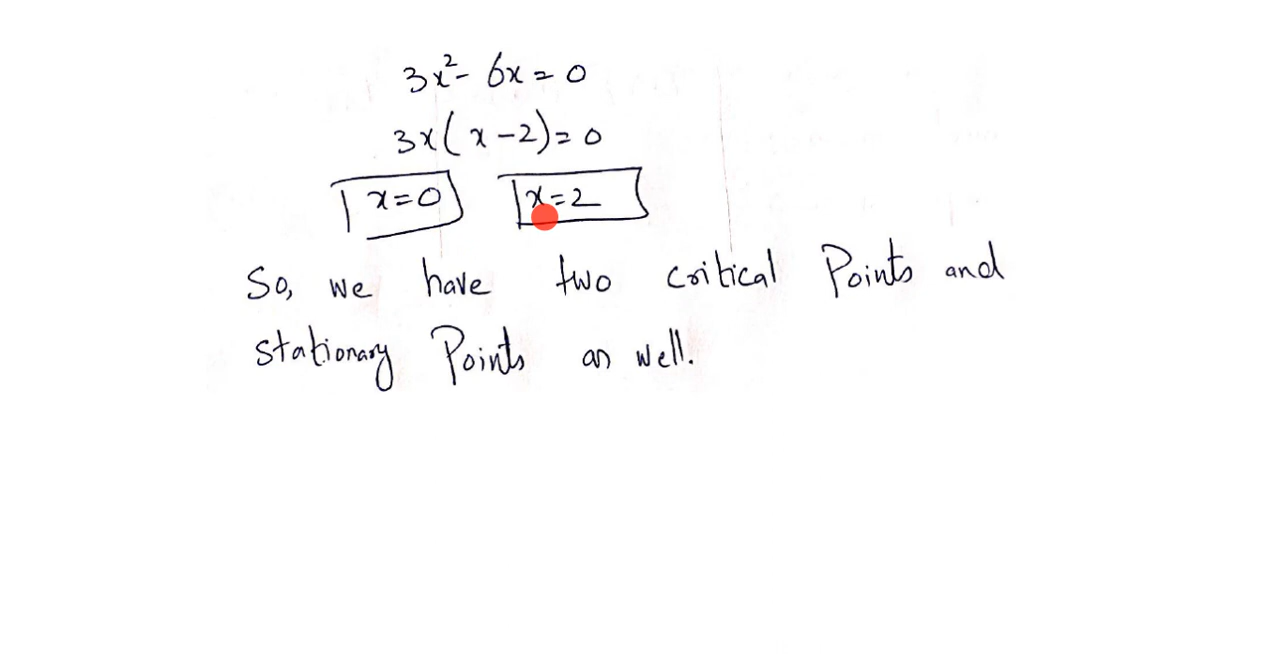 3x²- 6x = 0
3x(x-2) = 0
x=0 x=2
So, we have two critical Points and
stationary Points as well.